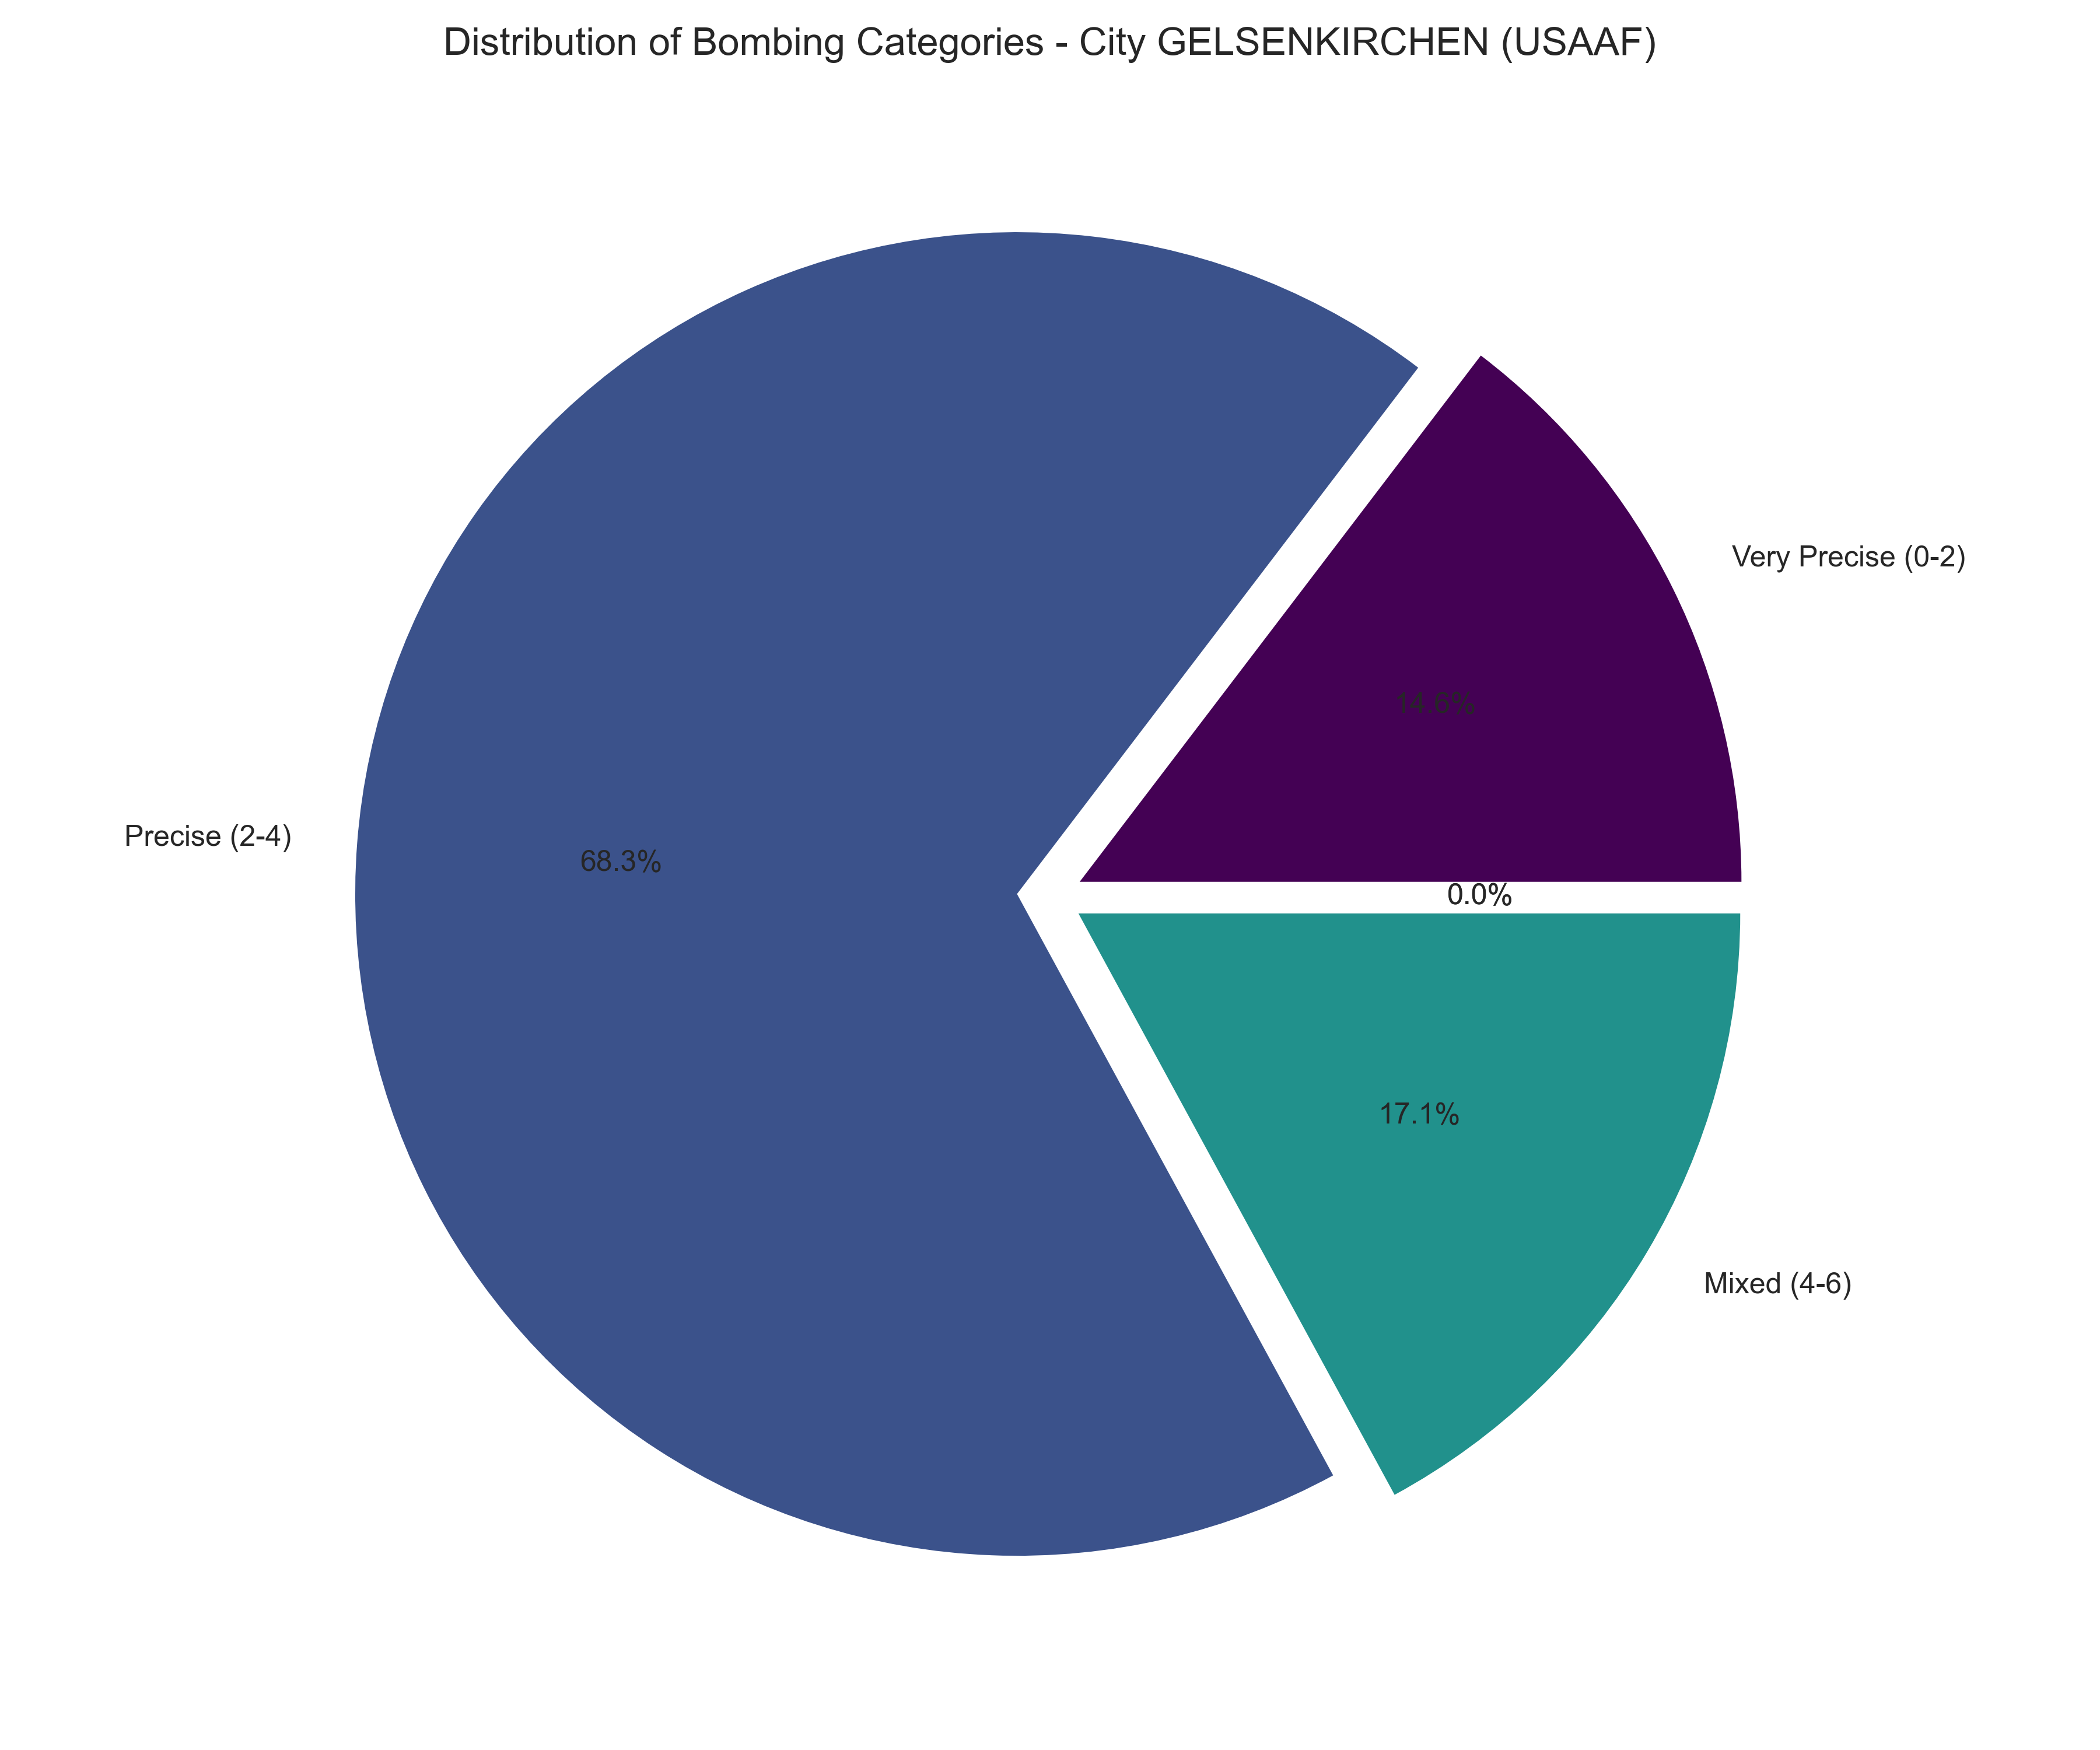 Distribution of Bombing Categories - City GELSENKIRCHEN (USAAF)
Very Precise (0-2)
14.6%
Precise (2-4)
68.3%
0.0%
17.1%
Mixed (4-6)